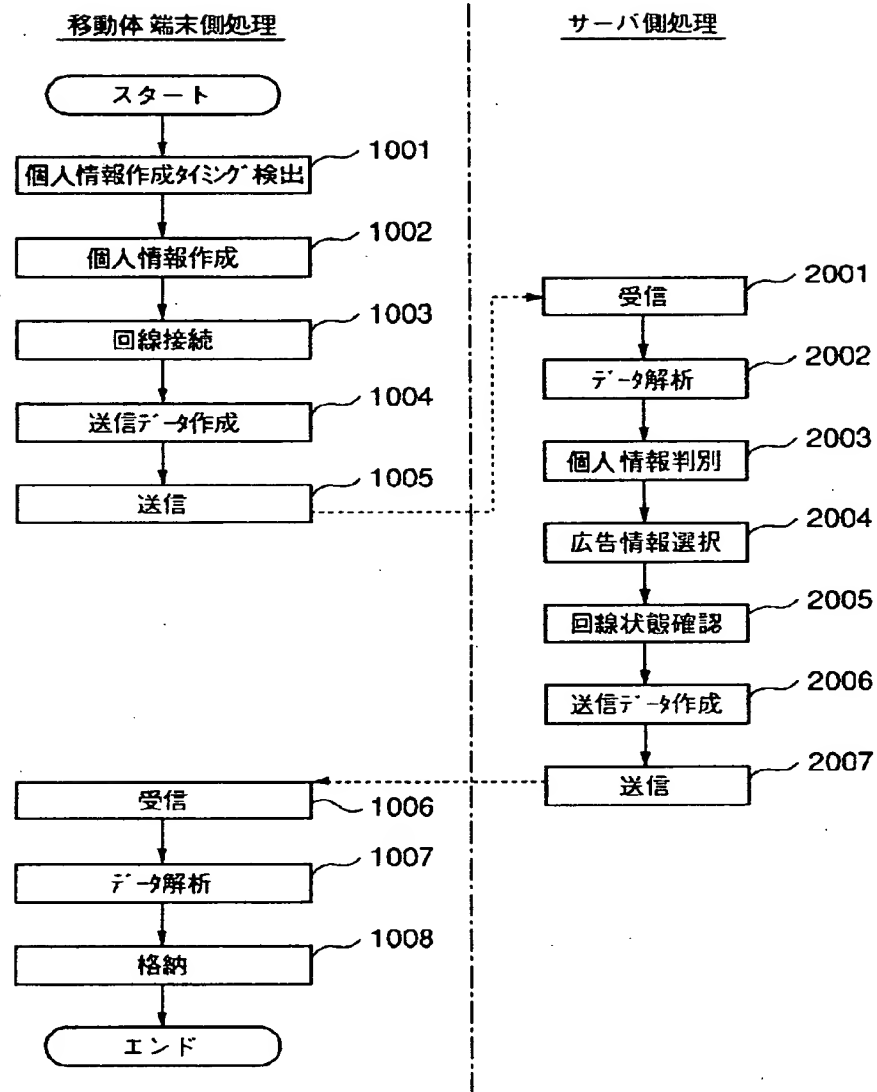 移動体端末側処理
スタート
個人情報作成タイミング検出
1001
個人情報作成
1002
回線接続
1003
送信データ作成
1004
送信
1005
受信
1006
データ解析
1007
格納
1008
エンド
サーバ側処理
受信
2001
データ解析
2002
個人情報判別
2003
広告情報選択
2004
回線状態確認
2005
送信データ作成
2006
送信
2007